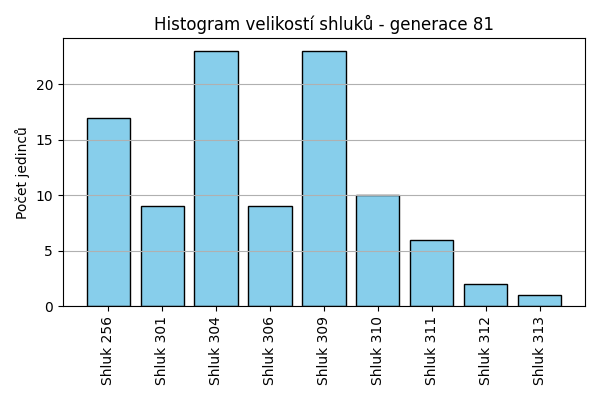 Histogram velikostí shluků - generace 81
Počet jedinců
20
15
10
5
0
Shluk 256
Shluk 301
Shluk 304
Shluk 306
Shluk 309
Shluk 310
Shluk 311
Shluk 312
Shluk 313